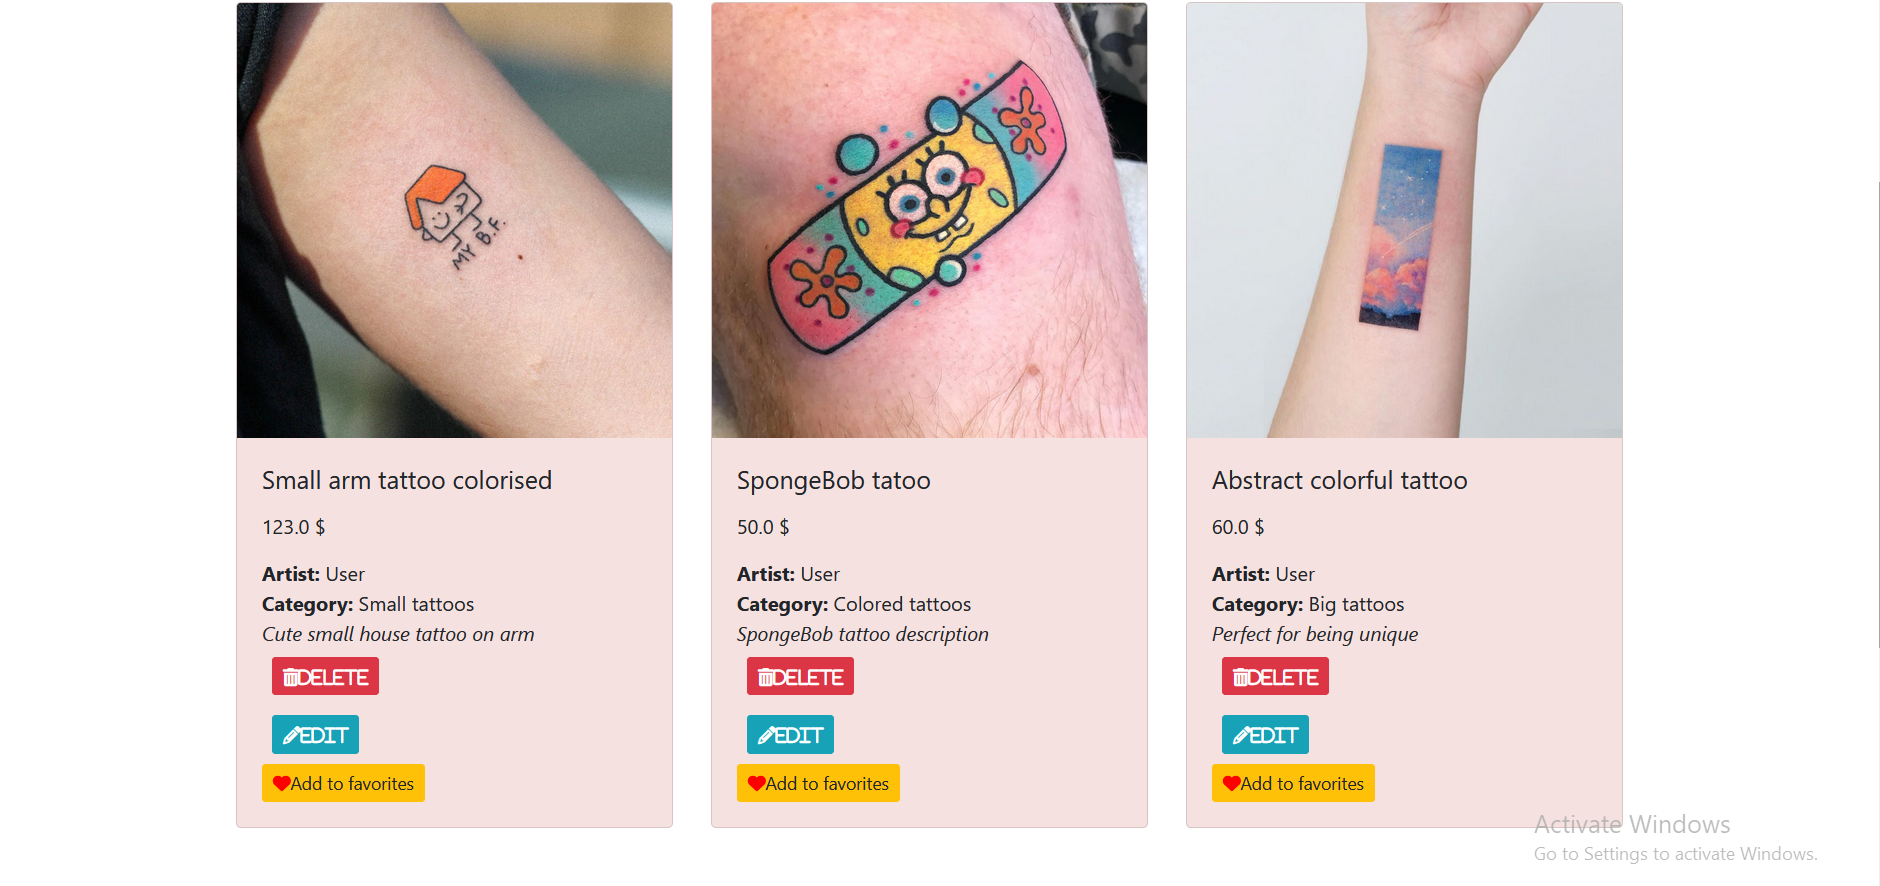 MY B.F.
Small arm tattoo colorised
123.0 $
Artist: User
Category: Small tattoos
Cute small house tattoo on arm
DELETE
EDIT
Add to favorites
SpongeBob tatoo
50.0 $
Artist: User
Category: Colored tattoos
SpongeBob tattoo description
DELETE
EDIT
Add to favorites
Abstract colorful tattoo
60.0 $
Artist: User
Category: Big tattoos
Perfect for being unique
DELETE
EDIT
Add to favorites
Activate Windows
Go to Settings to activate Windows.